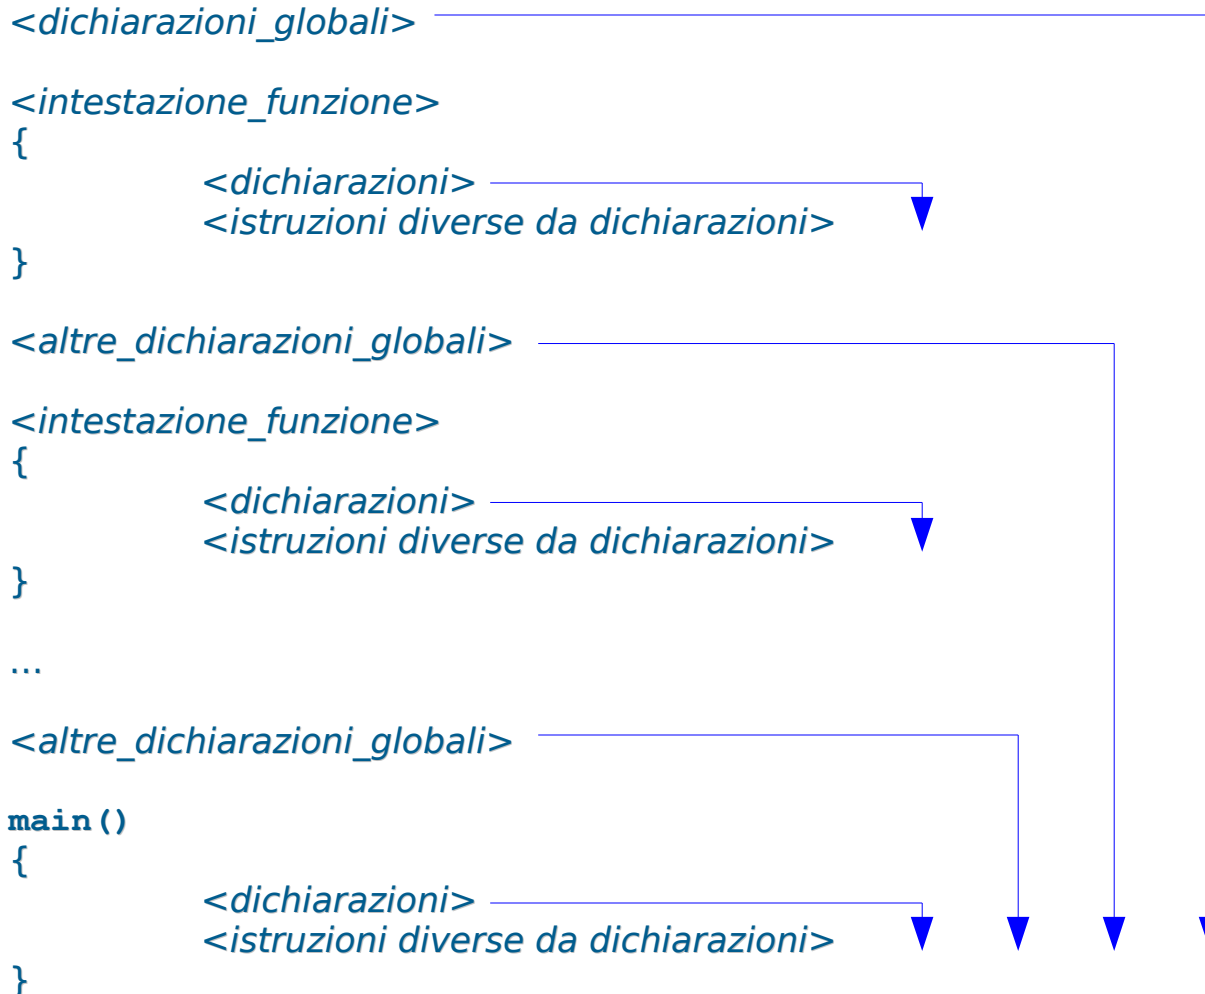 <dichiarazioni_globali>
<intestazione_funzione>
{
<dichiarazioni>
<istruzioni diverse da dichiarazioni>
}
<altre_dichiarazioni_globali>
<intestazione_funzione>
{
<dichiarazioni>
<istruzioni diverse da dichiarazioni>
}
...
<altre_dichiarazioni_globali>
main()
{
<dichiarazioni>
<istruzioni diverse da dichiarazioni>
}